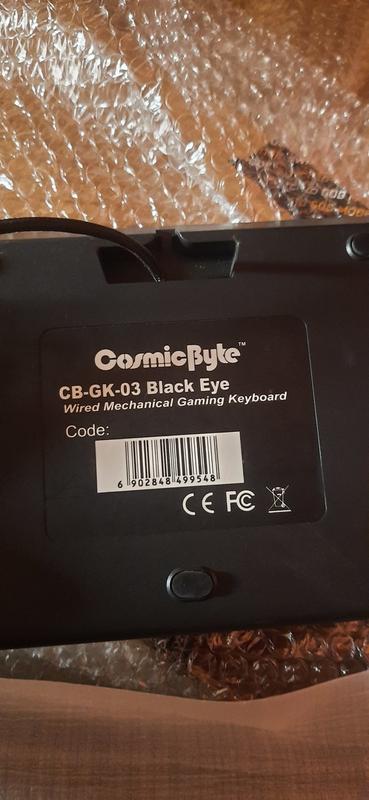 CosmicByte™
CB-GK-03 Black Eye
Wired Mechanical Gaming Keyboard
Code:
6 902848 499548
CE FC